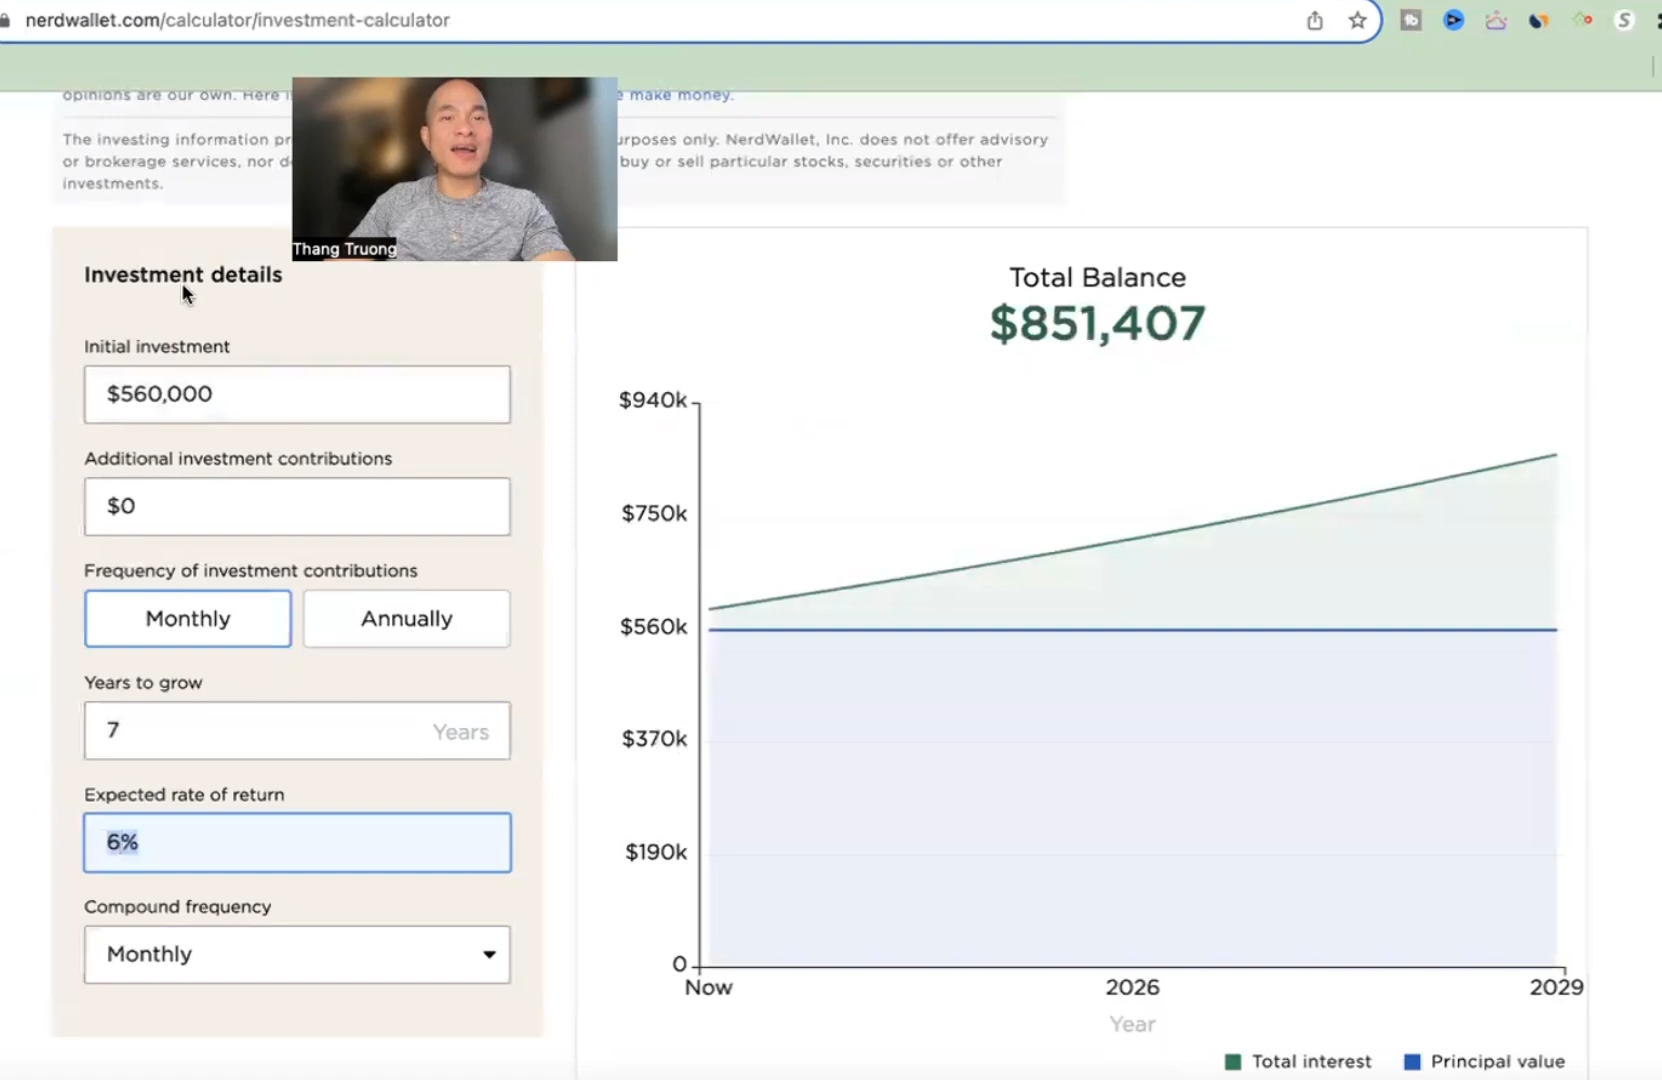 nerdwallet.com/calculator/investment-calculator
opinions are our own. Here i
e make money.
The investing information pr
urposes only. NerdWallet, Inc. does not offer advisory
or brokerage services, nor d
buy or sell particular stocks, securities or other
investments.
Thang Truong
Investment details
Initial investment
$560,000
Additional investment contributions
$0
Frequency of investment contributions
Monthly
Annually
Years to grow
7
Years
Expected rate of return
6%
Compound frequency
Monthly
Total Balance
$851,407
$940k
$750k
$560k
$370k
$190k
0
Now
2026
2029
Year
Total interest
Principal value